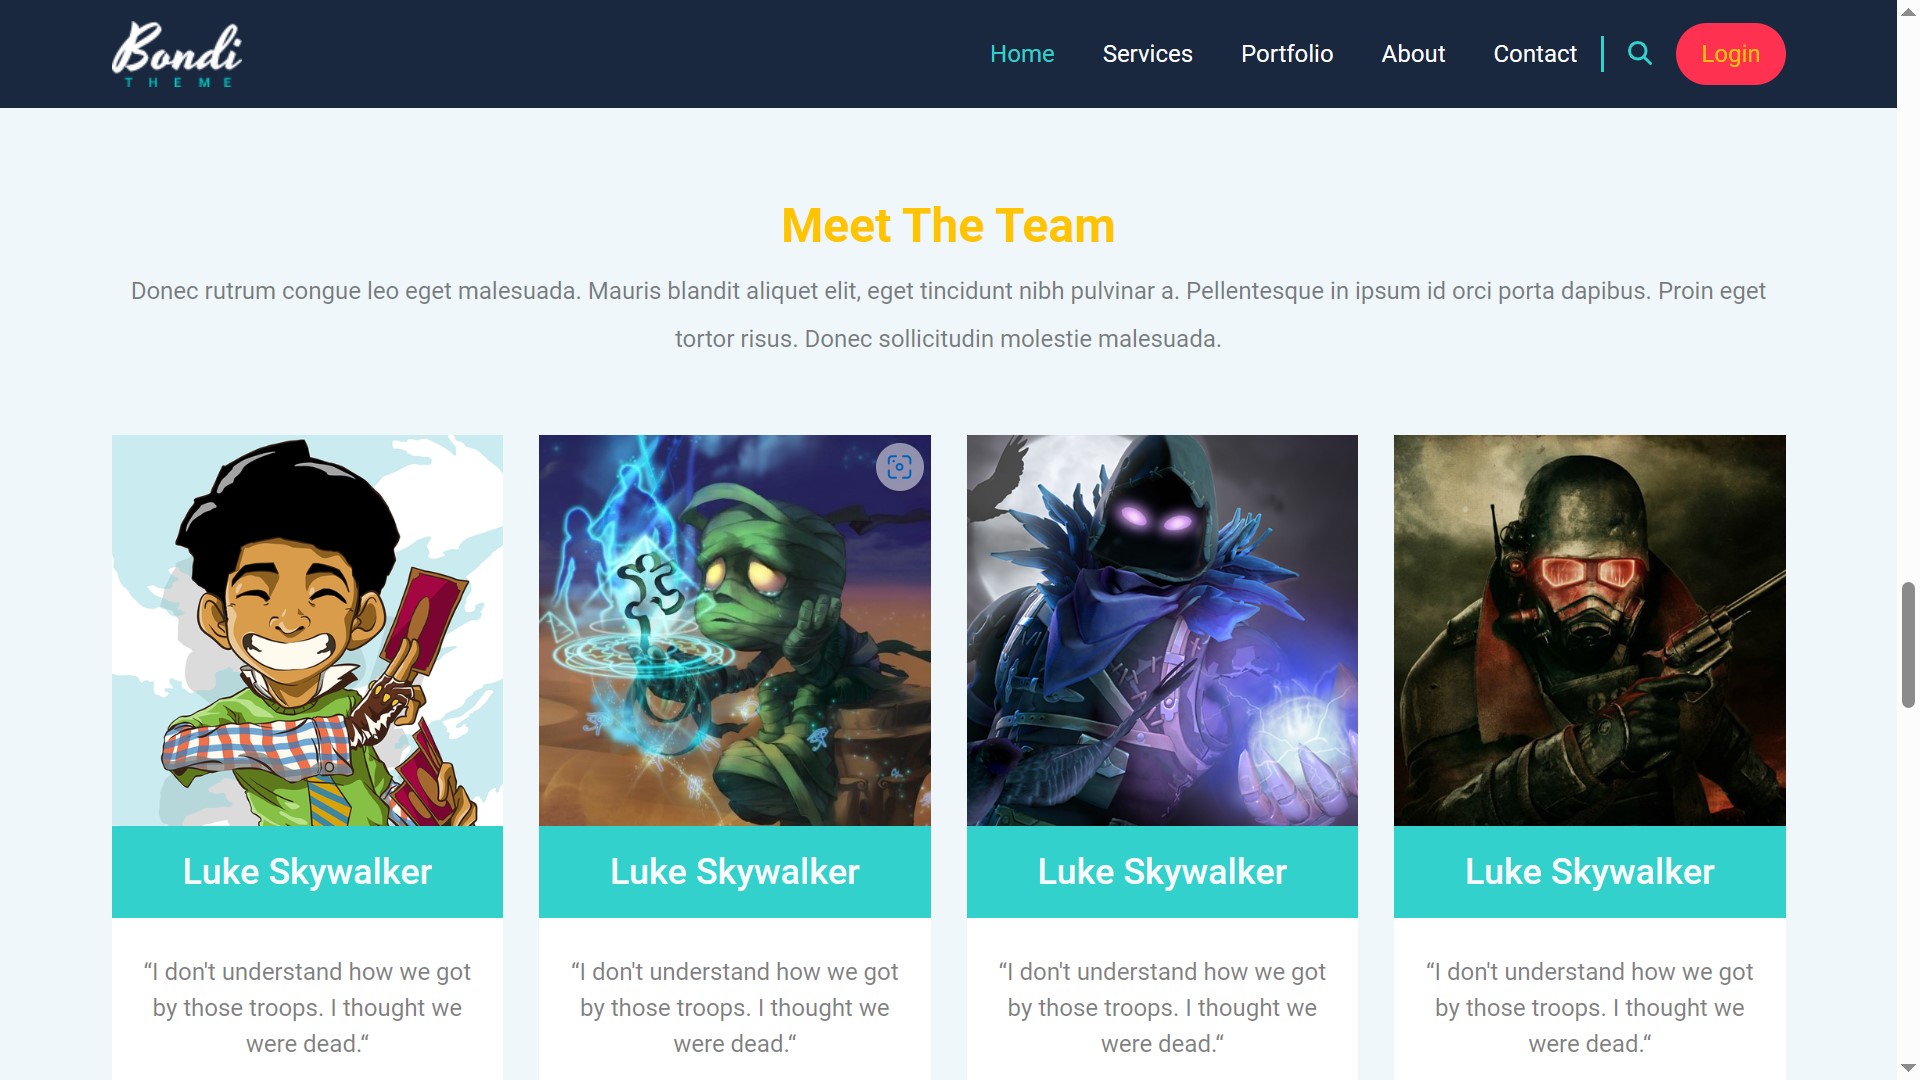 Bondi
THEME
Home Services Portfolio About Contact Login
Meet The Team
Donec rutrum congue leo eget malesuada. Mauris blandit aliquet elit, eget tincidunt nibh pulvinar a. Pellentesque in ipsum id orci porta dapibus. Proin eget
tortor risus. Donec sollicitudin molestie malesuada.
Luke Skywalker
“I don't understand how we got
by those troops. I thought we
were dead.“
Luke Skywalker
“I don't understand how we got
by those troops. I thought we
were dead.“
Luke Skywalker
“I don't understand how we got
by those troops. I thought we
were dead.“
Luke Skywalker
“I don't understand how we got
by those troops. I thought we
were dead.“